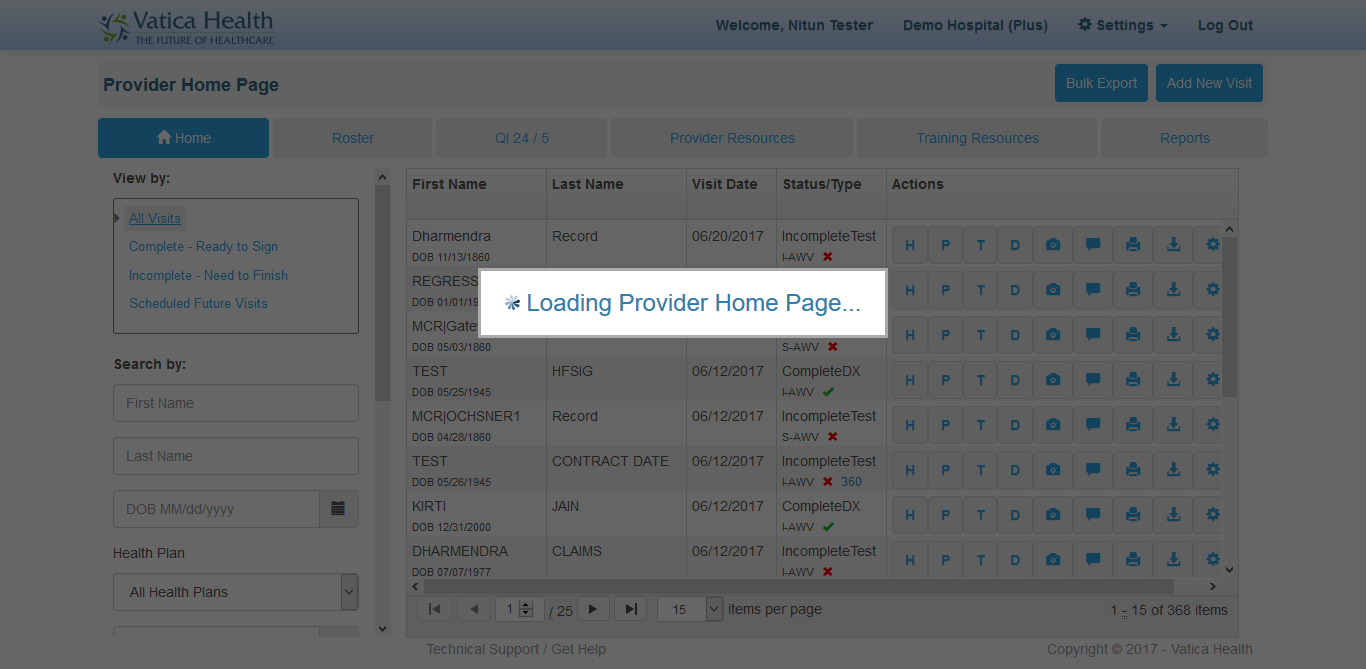 Vatica Health
THE FUTURE OF HEALTHCARE
Welcome, Nitun Tester Demo Hospital (Plus) Settings Log Out
Provider Home Page
Bulk Export Add New Visit
Home Roster QI 24 / 5 Provider Resources Training Resources Reports
View by:
All Visits
Complete - Ready to Sign
Incomplete - Need to Finish
Scheduled Future Visits
Search by:
First Name
Last Name
DOB MM/dd/yyyy
Health Plan
All Health Plans
First Name Last Name Visit Date Status/Type Actions
Dharmendra Record 06/20/2017 IncompleteTest H P T D
DOB 11/13/1860 I-AWV
REGRESS H P T D
DOB 01/01/19
Loading Provider Home Page...
MCR|Gate H P T D
DOB 05/03/1860 S-AWV
TEST HFSIG 06/12/2017 CompleteDX H P T D
DOB 05/25/1945 I-AWV
MCR|OCHSNER1 Record 06/12/2017 IncompleteTest H P T D
DOB 04/28/1860 S-AWV
TEST CONTRACT DATE 06/12/2017 IncompleteTest H P T D
DOB 05/26/1945 I-AWV 360
KIRTI JAIN 06/12/2017 CompleteDX H P T D
DOB 12/31/2000 I-AWV
DHARMENDRA CLAIMS 06/12/2017 IncompleteTest H P T D
DOB 07/07/1977 I-AWV
1 / 25 15 items per page 1 - 15 of 368 items
Technical Support / Get Help Copyright © 2017 - Vatica Health